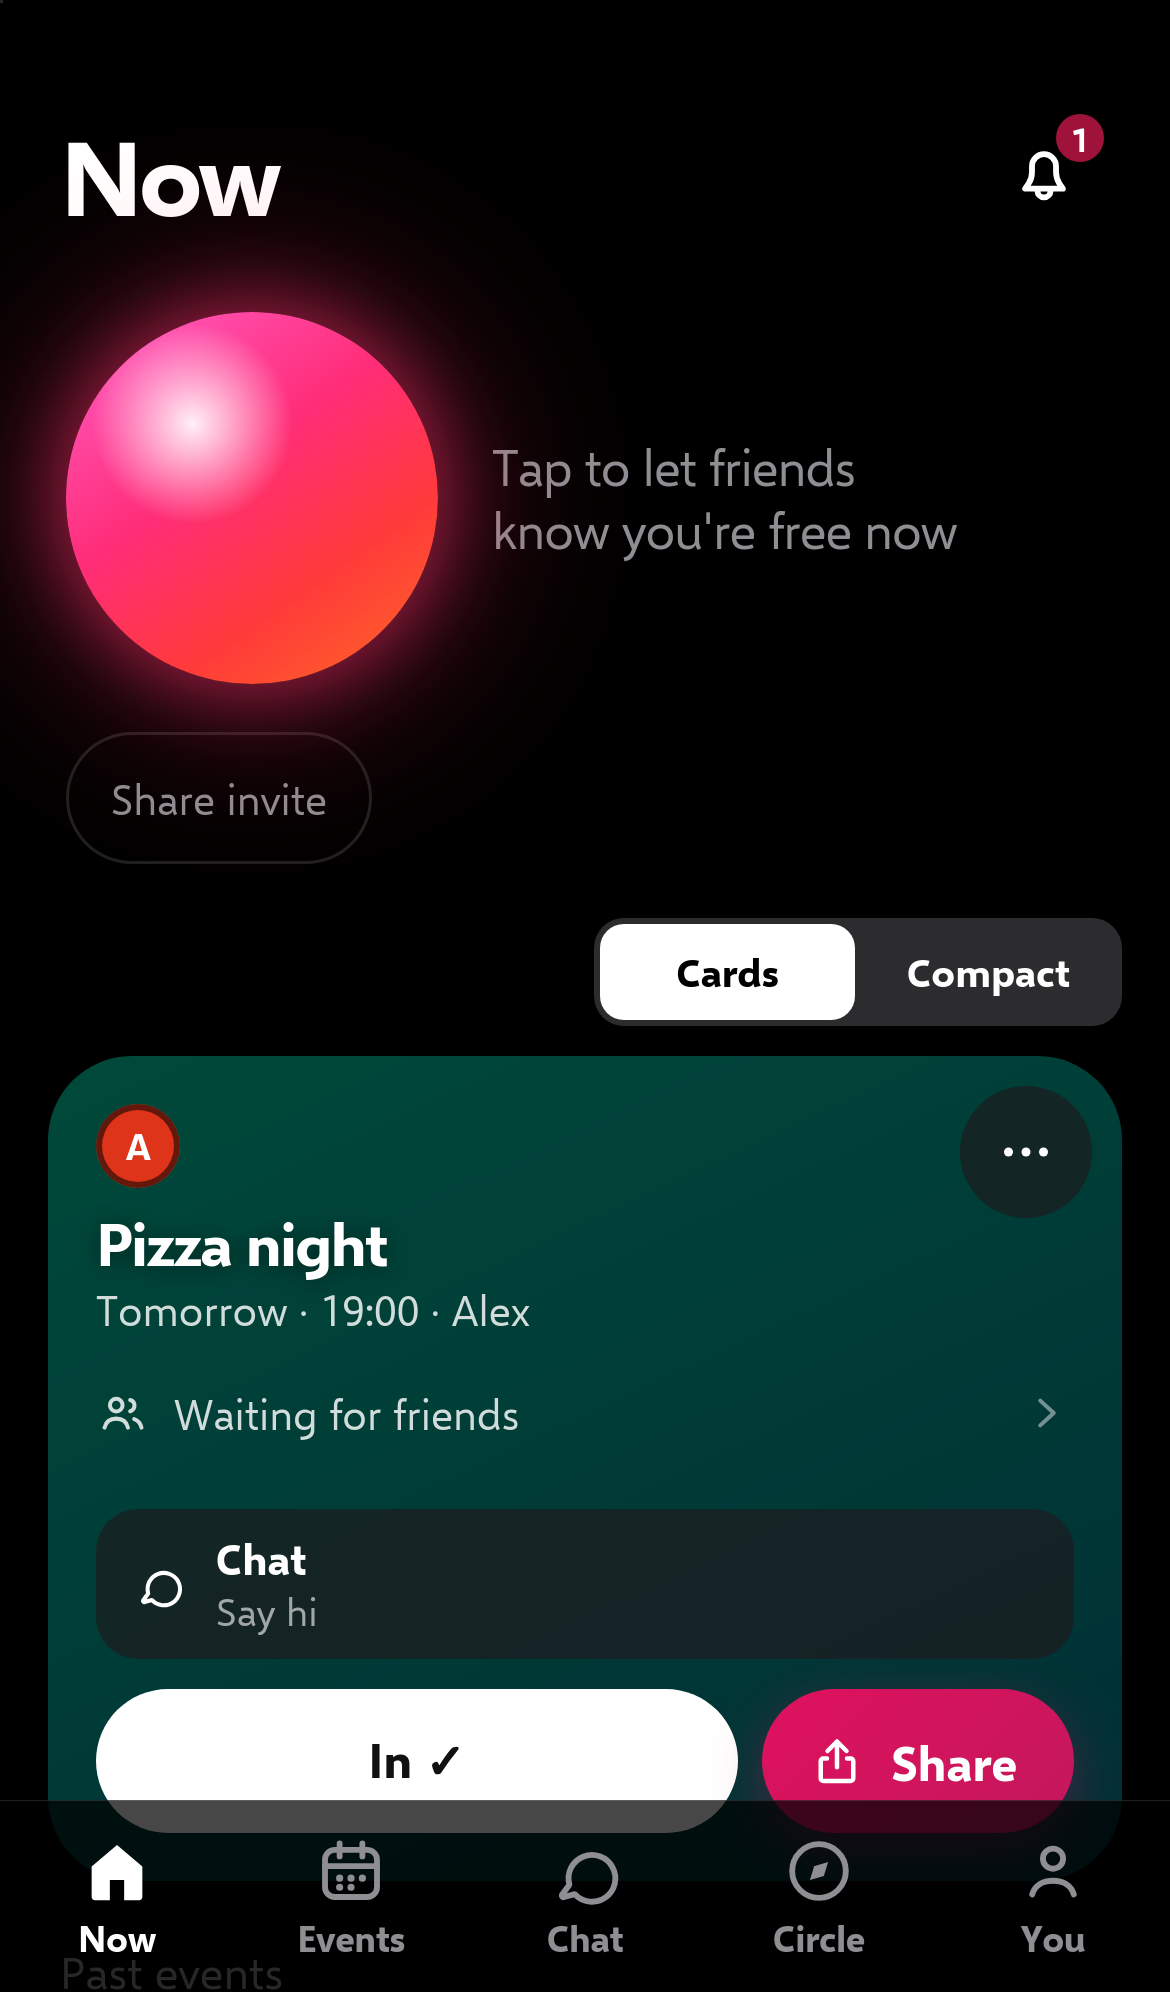 Now
1
Tap to let friends
know you're free now
Share invite
Cards
Compact
A
Pizza night
Tomorrow · 19:00 · Alex
Waiting for friends
Chat
Say hi
In ✓
Share
Now
Events
Chat
Circle
You
Past events